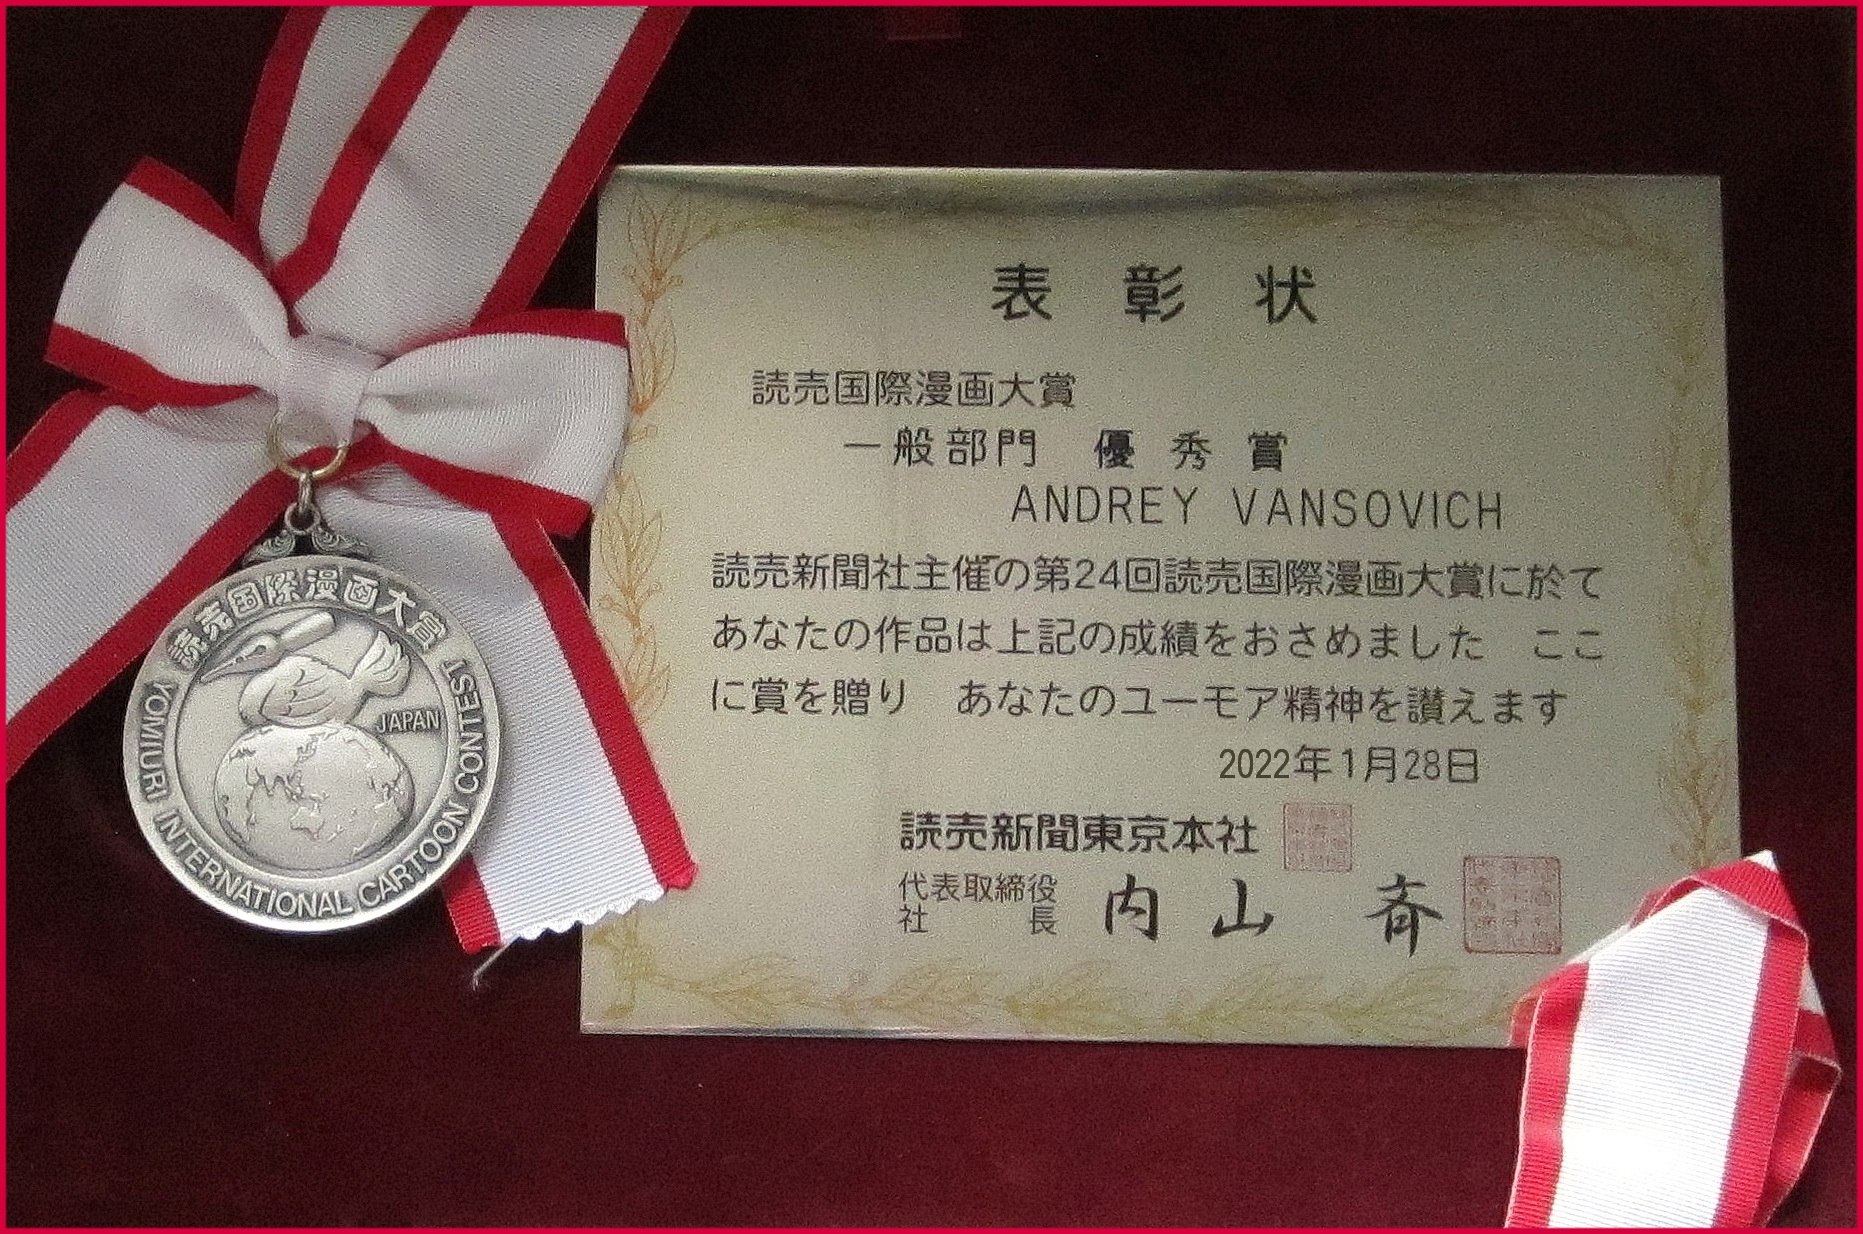 表彰状
読売国際漫画大賞
一般部門 優秀賞
ANDREY VANSOVICH
読売新聞社主催の第24回読売国際漫画大賞に於て
あなたの作品は上記の成績をおさめました ここ
に賞を贈り あなたのユーモア精神を讃えます
2022年1月28日
読売新聞東京本社
代表取締役
社長
内山 斉
読売国際漫画大賞
JAPAN
YOMIURI INTERNATIONAL CARTOON CONTEST